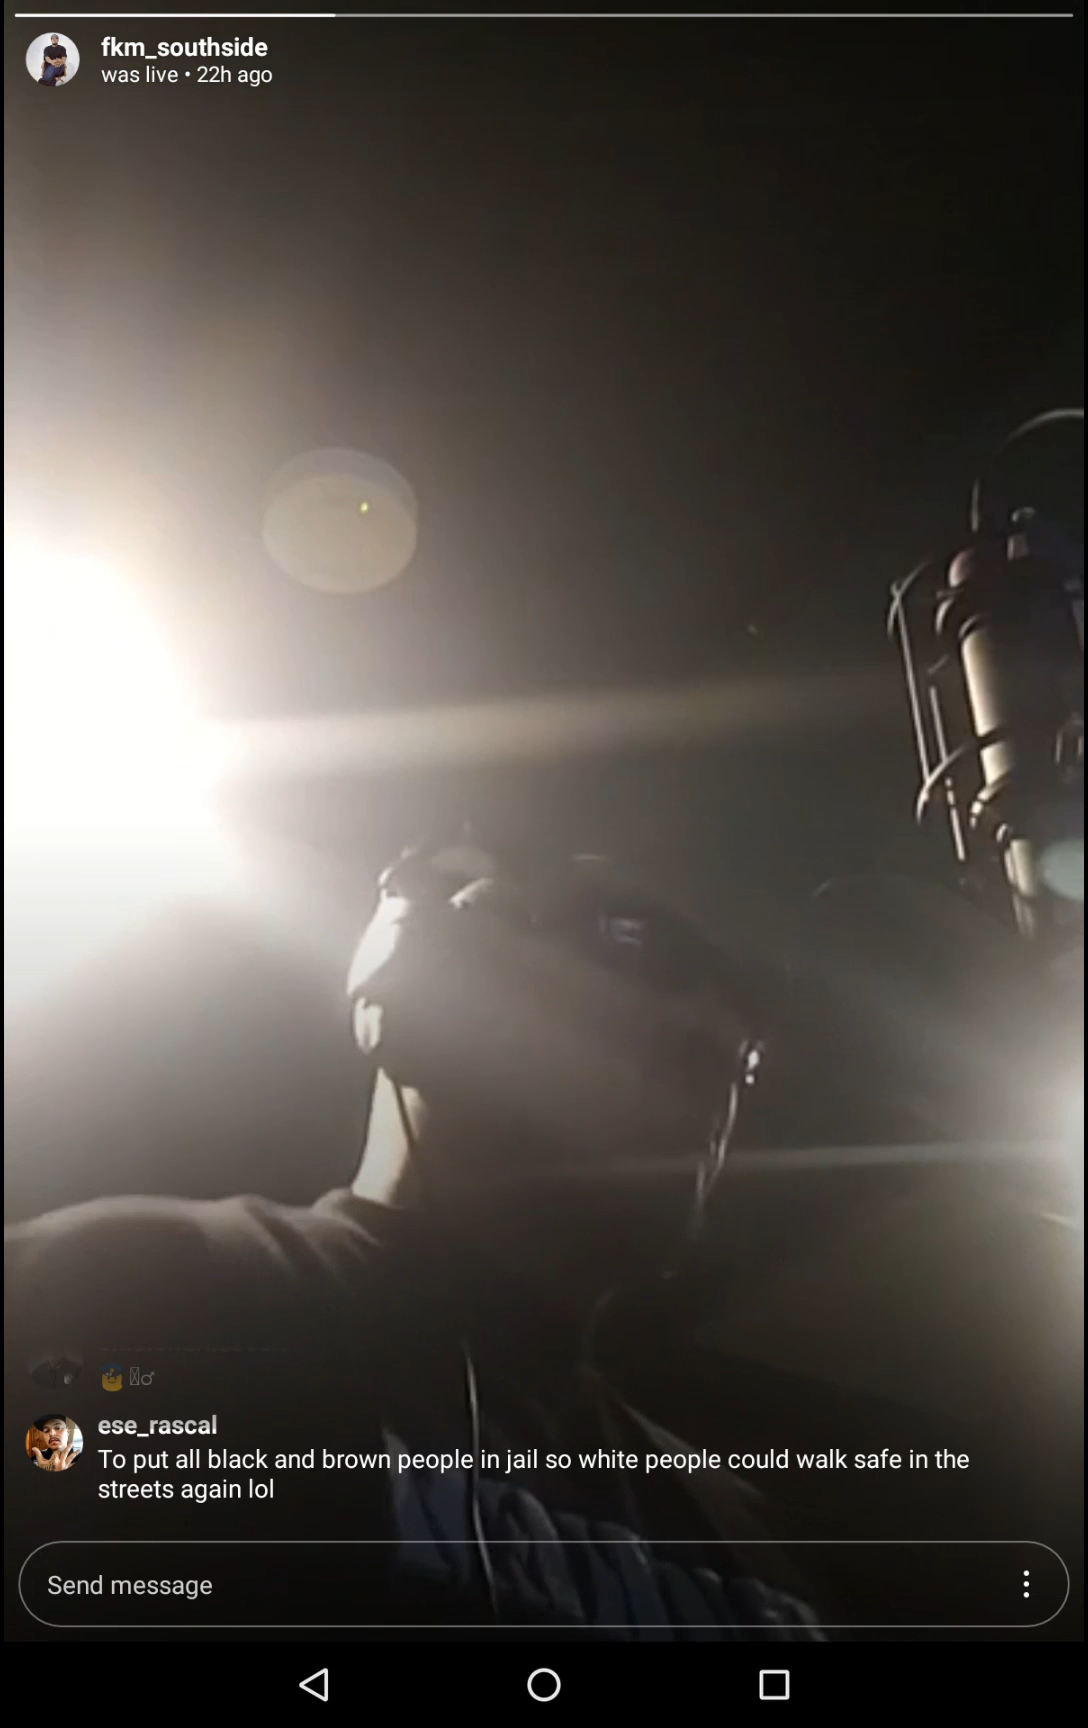 fkm_southside
was live • 22h ago
ese_rascal
To put all black and brown people in jail so white people could walk safe in the
streets again lol
Send message